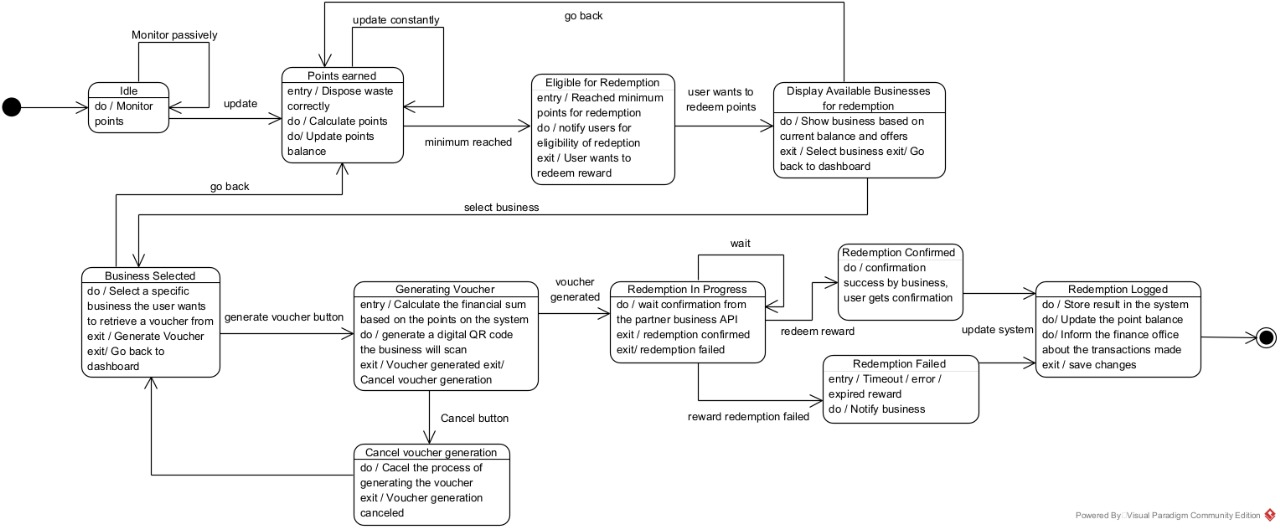 go back
update constantly
Monitor passively
Idle
do / Monitor
points
update
Points earned
entry / Dispose waste
correctly
do / Calculate points
do/ Update points
balance
minimum reached
Eligible for Redemption
entry / Reached minimum
points for redemption
do / notify users for
eligibility of redeption
exit / User wants to
redeem reward
user wants to
redeem points
Display Available Businesses
for redemption
do / Show business based on
current balance and offers
exit / Select business exit/ Go
back to dashboard
go back
select business
Business Selected
do / Select a specific
business the user wants
to retrieve a voucher from
exit / Generate Voucher
exit/ Go back to
dashboard
generate voucher button
Generating Voucher
entry / Calculate the financial sum
based on the points on the system
do / generate a digital QR code
the business will scan
exit / Voucher generated exit/
Cancel voucher generation
voucher
generated
wait
Redemption In Progress
do / wait confirmation from
the partner business API
exit / redemption confirmed
exit/ redemption failed
redeem reward
Redemption Confirmed
do / confirmation
success by business,
user gets confirmation
update system
Redemption Logged
do / Store result in the system
do/ Update the point balance
do/ Inform the finance office
about the transactions made
exit / save changes
Redemption Failed
entry / Timeout / error /
expired reward
do / Notify business
reward redemption failed
Cancel button
Cancel voucher generation
do / Cacel the process of
generating the voucher
exit / Voucher generation
canceled
Powered By Visual Paradigm Community Edition